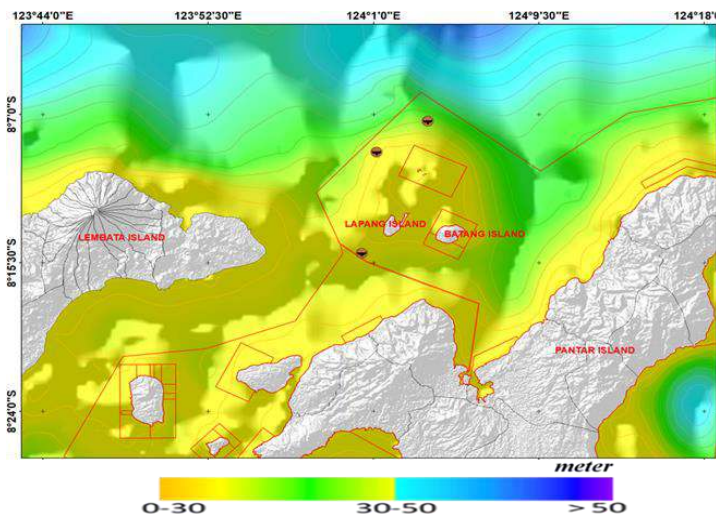 123°44'0"E 123°52'30"E 124°1'0"E 124°9'30"E 124°18'
8°7'0"S
LAPANG ISLAND
BATANG ISLAND
LEMBATA ISLAND
8°15'30"S
PANTAR ISLAND
8°24'0"S
meter
0-30 30-50 > 50